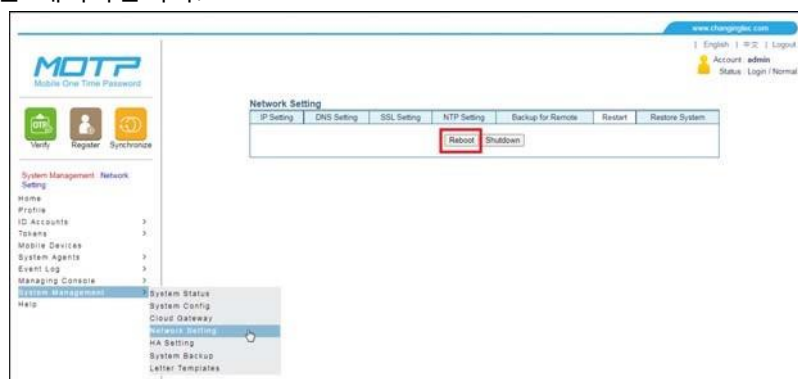 www.changingtec.com
| English | 中文 | Logout
Account : admin
Status : Login / Normal
MOTP
Mobile One Time Password
OTP
Verify Register Synchronize
System Management Network Setting
Home
Profile
ID Accounts >
Tokens >
Mobile Devices
System Agents >
Event Log >
Managing Console >
System Management >
Help
System Status
System Config
Cloud Gateway
Network Setting
HA Setting
System Backup
Letter Templates
Network Setting
IP Setting DNS Setting SSL Setting NTP Setting Backup for Remote Restart Restore System
Reboot Shutdown